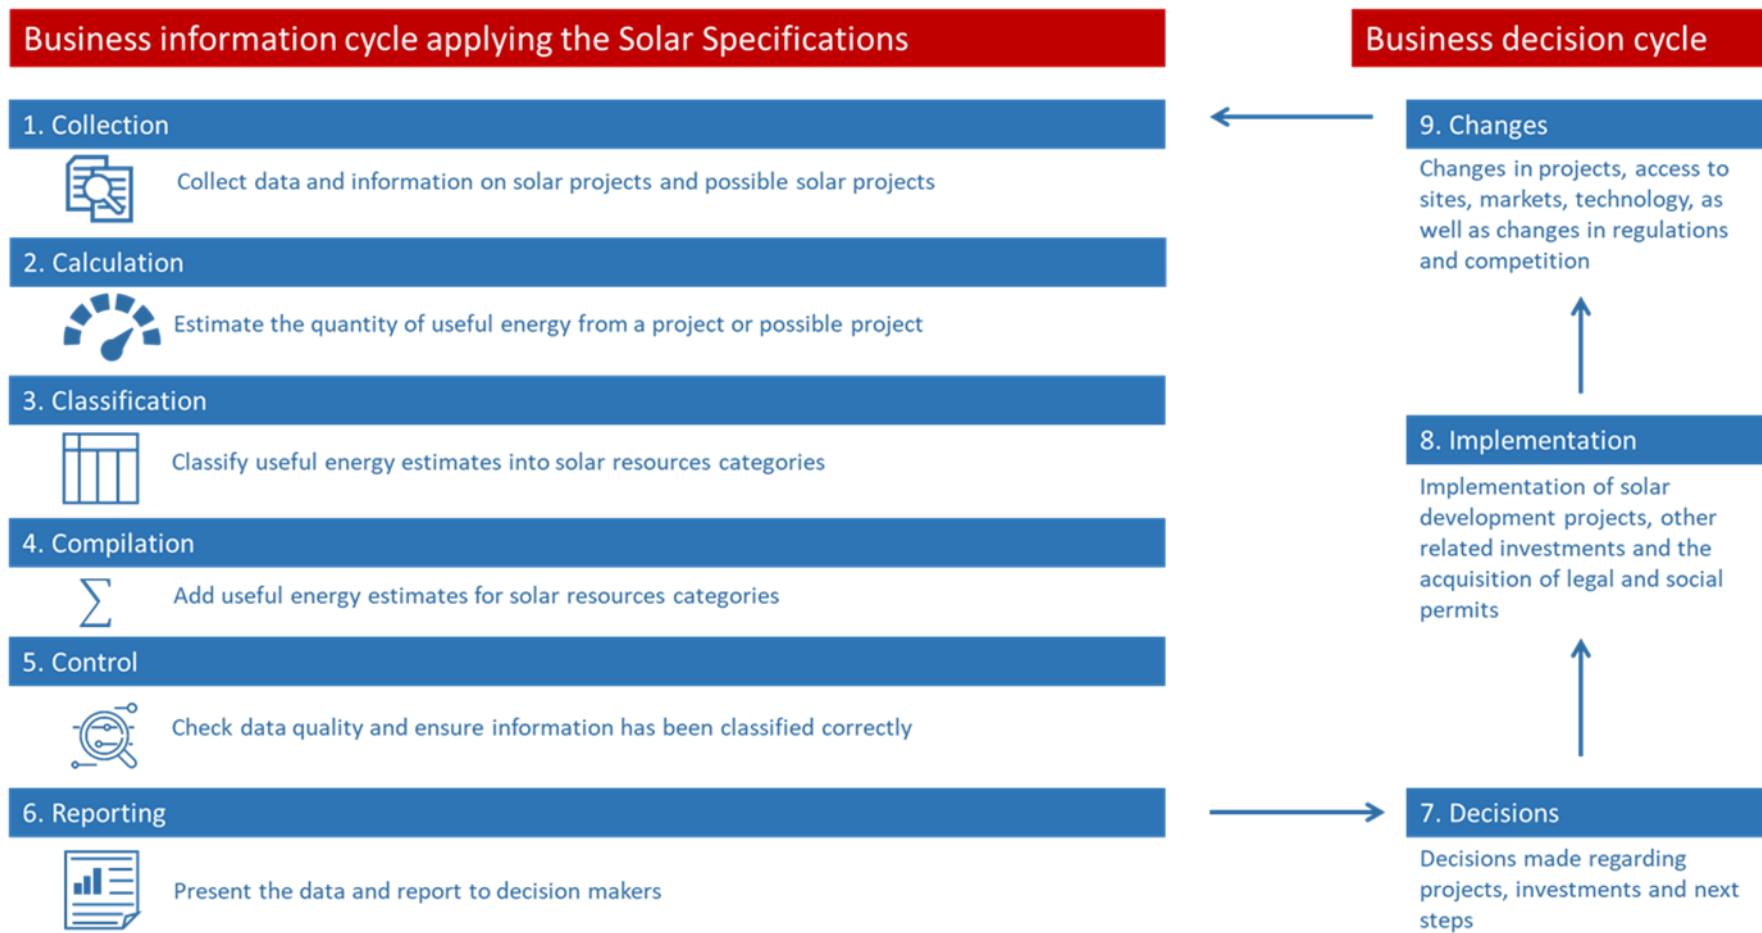 Business information cycle applying the Solar Specifications
1. Collection
Collect data and information on solar projects and possible solar projects
2. Calculation
Estimate the quantity of useful energy from a project or possible project
3. Classification
Classify useful energy estimates into solar resources categories
4. Compilation
∑
Add useful energy estimates for solar resources categories
5. Control
Check data quality and ensure information has been classified correctly
6. Reporting
Present the data and report to decision makers
Business decision cycle
9. Changes
Changes in projects, access to
sites, markets, technology, as
well as changes in regulations
and competition
8. Implementation
Implementation of solar
development projects, other
related investments and the
acquisition of legal and social
permits
7. Decisions
Decisions made regarding
projects, investments and next
steps